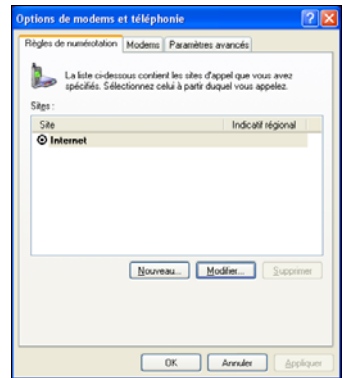 Options de modems et téléphonie
Règles de numérotation Modems Paramètres avancés
La liste ci-dessous contient les sites d'appel que vous avez
spécifiés. Sélectionnez celui à partir duquel vous appelez.
Sites :
Site Indicatif régional
Internet
Nouveau... Modifier... Supprimer
OK Annuler Appliquer